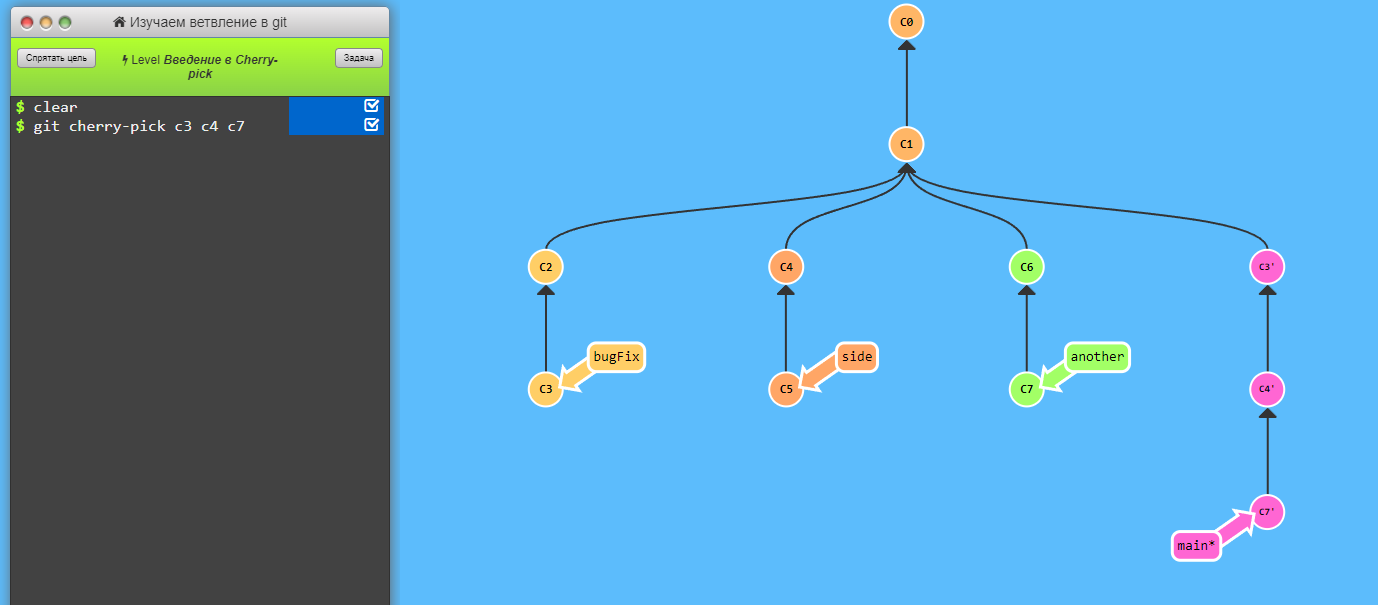 Изучаем ветвление в git
Спрятать цель
Level Введение в Cherry-
pick
Задача
$ clear
$ git cherry-pick c3 c4 c7
C0
C1
C2
C4
C6
C3'
bugFix
side
another
C3
C5
C7
C4'
C7'
main*